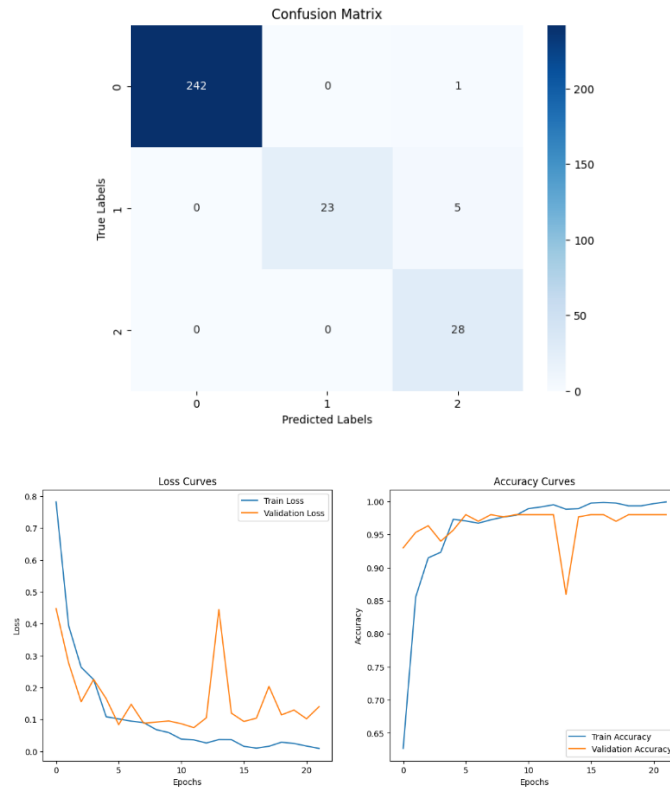 Confusion Matrix
0 242 0 1
1 0 23 5
2 0 0 28
0 1 2
True Labels
Predicted Labels
200
150
100
50
0
Loss Curves
Train Loss
Validation Loss
0.8
0.7
0.6
0.5
0.4
0.3
0.2
0.1
0.0
Loss
0 5 10 15 20
Epochs
Accuracy Curves
1.00
0.95
0.90
0.85
0.80
0.75
0.70
0.65
Accuracy
Train Accuracy
Validation Accuracy
0 5 10 15 20
Epochs